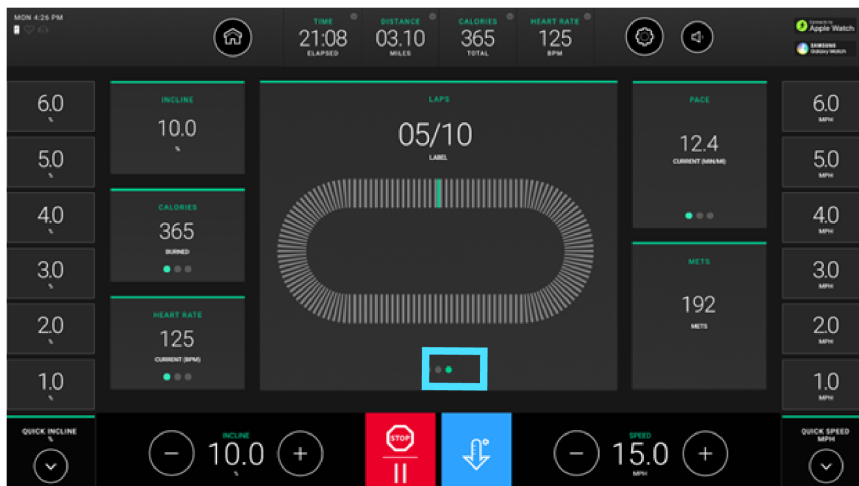 MON 4:26 PM
TIME
21:08
ELAPSED
DISTANCE
03.10
MILES
CALORIES
365
TOTAL
HEART RATE
125
BPM
Connects to
Apple Watch
SAMSUNG
Galaxy Watch
6.0
%
5.0
%
4.0
%
3.0
%
2.0
%
1.0
%
QUICK INCLINE
%
INCLINE
10.0
%
CALORIES
365
BURNED
HEART RATE
125
CURRENT (BPM)
LAPS
05/10
LABEL
PACE
12.4
CURRENT (MIN/MI)
METS
192
METS
6.0
MPH
5.0
MPH
4.0
MPH
3.0
MPH
2.0
MPH
1.0
MPH
QUICK SPEED
MPH
INCLINE
10.0
%
STOP
SPEED
15.0
MPH